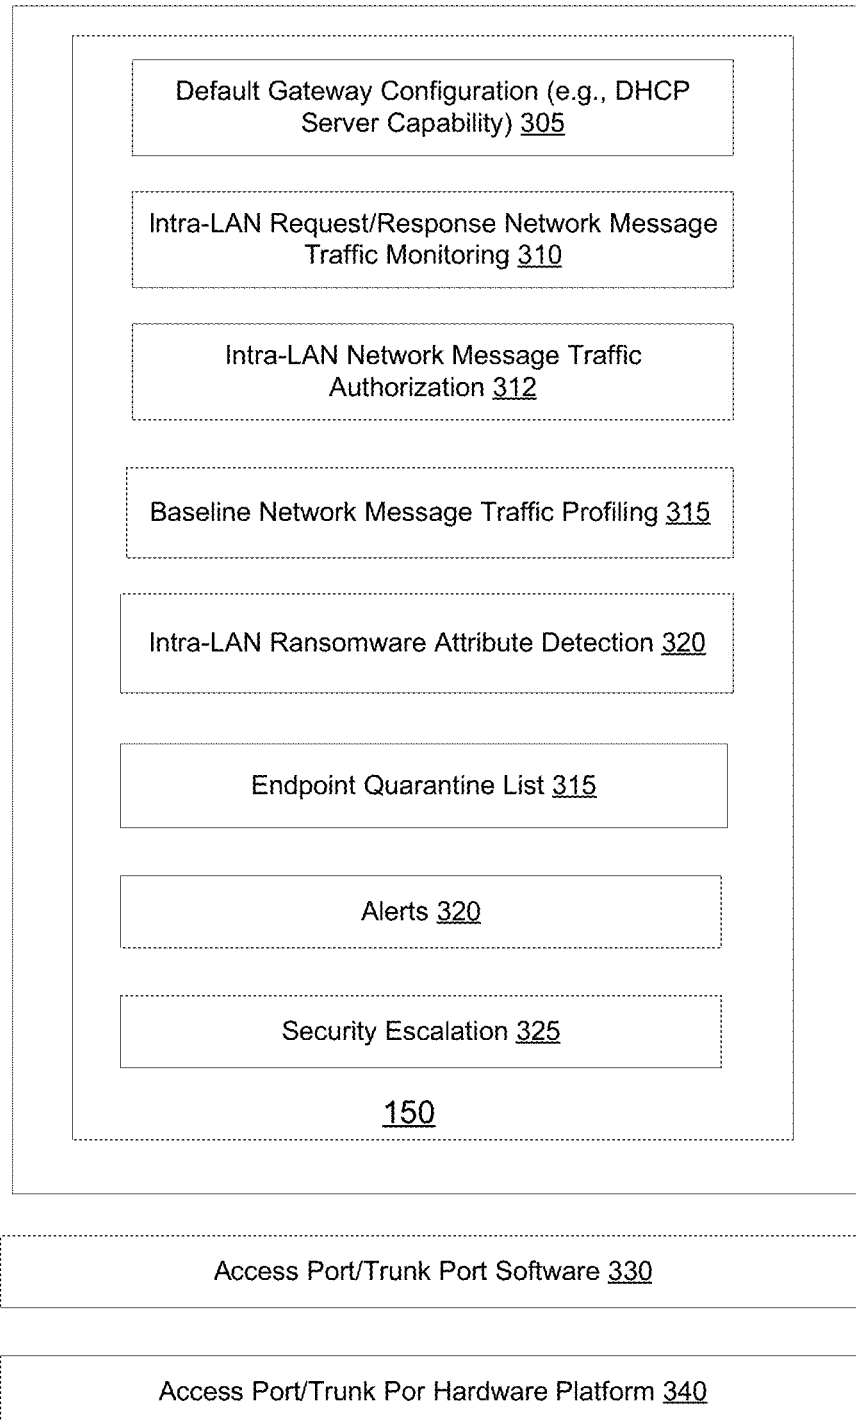 Default Gateway Configuration (e.g., DHCP
Server Capability) 305
Intra-LAN Request/Response Network Message
Traffic Monitoring 310
Intra-LAN Network Message Traffic
Authorization 312
Baseline Network Message Traffic Profiling 315
Intra-LAN Ransomware Attribute Detection 320
Endpoint Quarantine List 315
Alerts 320
Security Escalation 325
150
Access Port/Trunk Port Software 330
Access Port/Trunk Por Hardware Platform 340